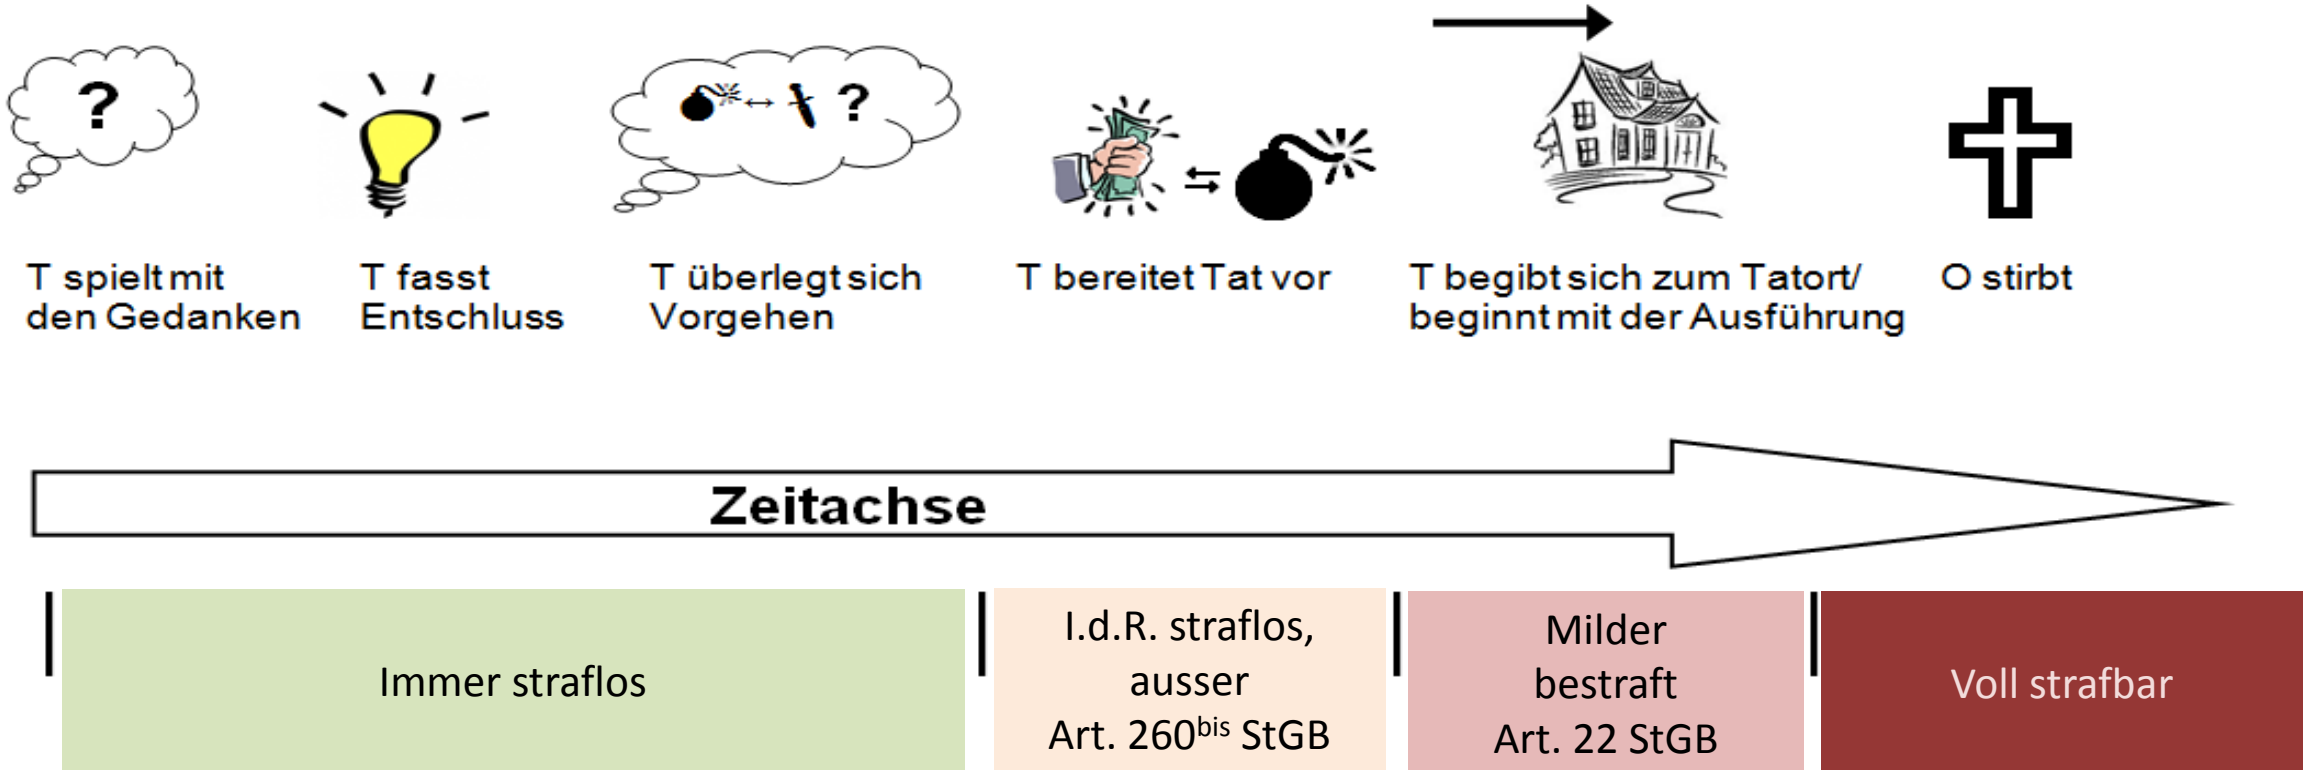 ?
?
T spielt mit
den Gedanken
T fasst
Entschluss
T überlegt sich
Vorgehen
T bereitet Tat vor
T begibt sich zum Tatort/
beginnt mit der Ausführung
O stirbt
Zeitachse
Immer straflos
I.d.R. straflos,
ausser
Art. 260bis StGB
Milder
bestraft
Art. 22 StGB
Voll strafbar